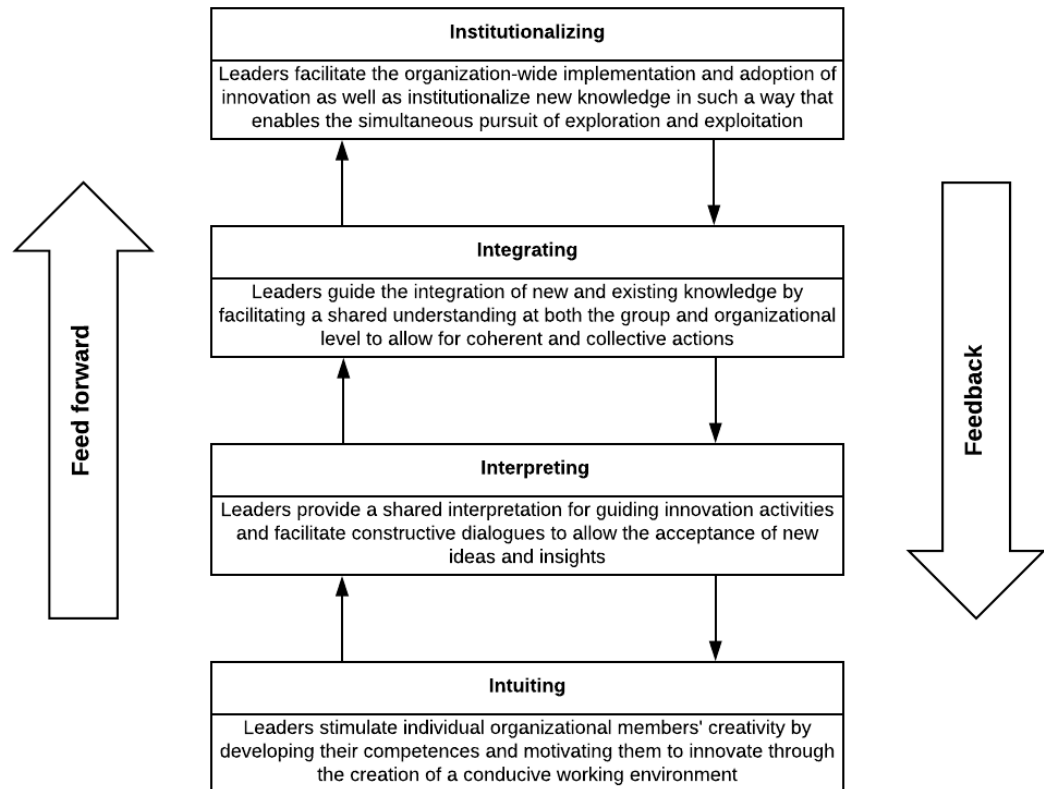 Institutionalizing
Leaders facilitate the organization-wide implementation and adoption of
innovation as well as institutionalize new knowledge in such a way that
enables the simultaneous pursuit of exploration and exploitation
Feed forward
Feedback
Integrating
Leaders guide the integration of new and existing knowledge by
facilitating a shared understanding at both the group and organizational
level to allow for coherent and collective actions
Interpreting
Leaders provide a shared interpretation for guiding innovation activities
and facilitate constructive dialogues to allow the acceptance of new
ideas and insights
Intuiting
Leaders stimulate individual organizational members' creativity by
developing their competences and motivating them to innovate through
the creation of a conducive working environment